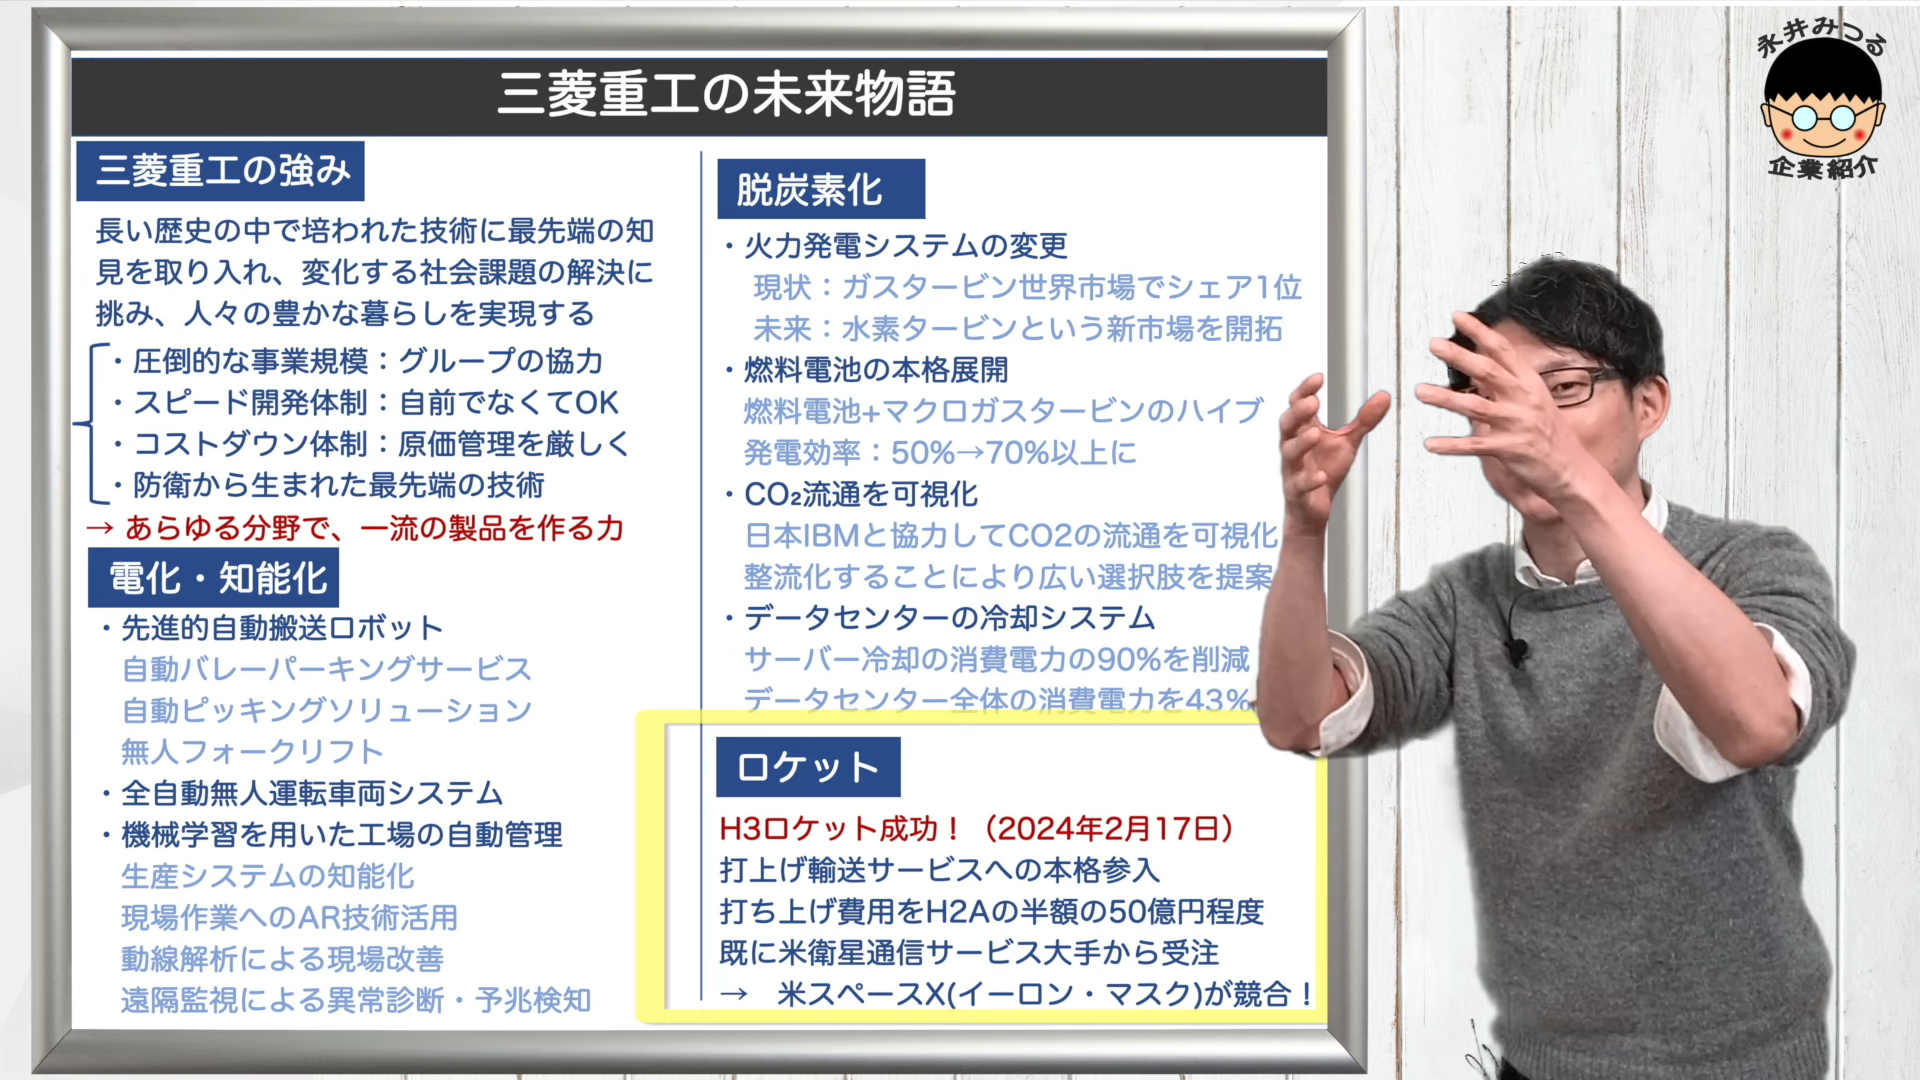 三菱重工の未来物語
三菱重工の強み
長い歴史の中で培われた技術に最先端の知
見を取り入れ、変化する社会課題の解決に
挑み、人々の豊かな暮らしを実現する
・圧倒的な事業規模：グループの協力
・スピード開発体制：自前でなくてOK
・コストダウン体制：原価管理を厳しく
・防衛から生まれた最先端の技術
→ あらゆる分野で、一流の製品を作る力
電化・知能化
・先進的自動搬送ロボット
自動バレーパーキングサービス
自動ピッキングソリューション
無人フォークリフト
・全自動無人運転車両システム
・機械学習を用いた工場の自動管理
生産システムの知能化
現場作業へのAR技術活用
動線解析による現場改善
遠隔監視による異常診断・予兆検知
脱炭素化
・火力発電システムの変更
現状：ガスタービン世界市場でシェア1位
未来：水素タービンという新市場を開拓
・燃料電池の本格展開
燃料電池+マクロガスタービンのハイブ
発電効率：50%→70%以上に
・CO₂流通を可視化
日本IBMと協力してCO2の流通を可視化
整流化することにより広い選択肢を提案
・データセンターの冷却システム
サーバー冷却の消費電力の90%を削減
データセンター全体の消費電力を43%
ロケット
H3ロケット成功！（2024年2月17日）
打上げ輸送サービスへの本格参入
打ち上げ費用をH2Aの半額の50億円程度
既に米衛星通信サービス大手から受注
→ 米スペースX(イーロン・マスク)が競合！
永井みつる
企業紹介